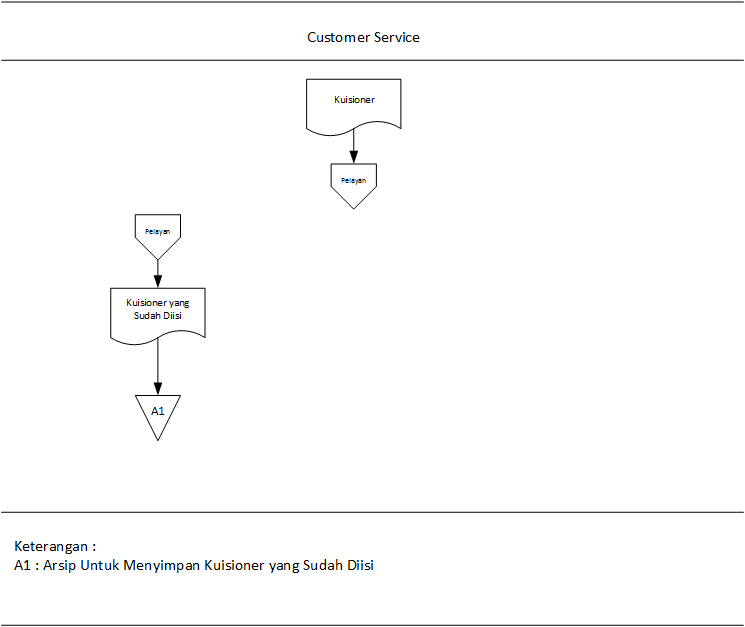 Customer Service
Kuisioner
Pelayan
Pelayan
Kuisioner yang
Sudah Diisi
A1
Keterangan :
A1 : Arsip Untuk Menyimpan Kuisioner yang Sudah Diisi